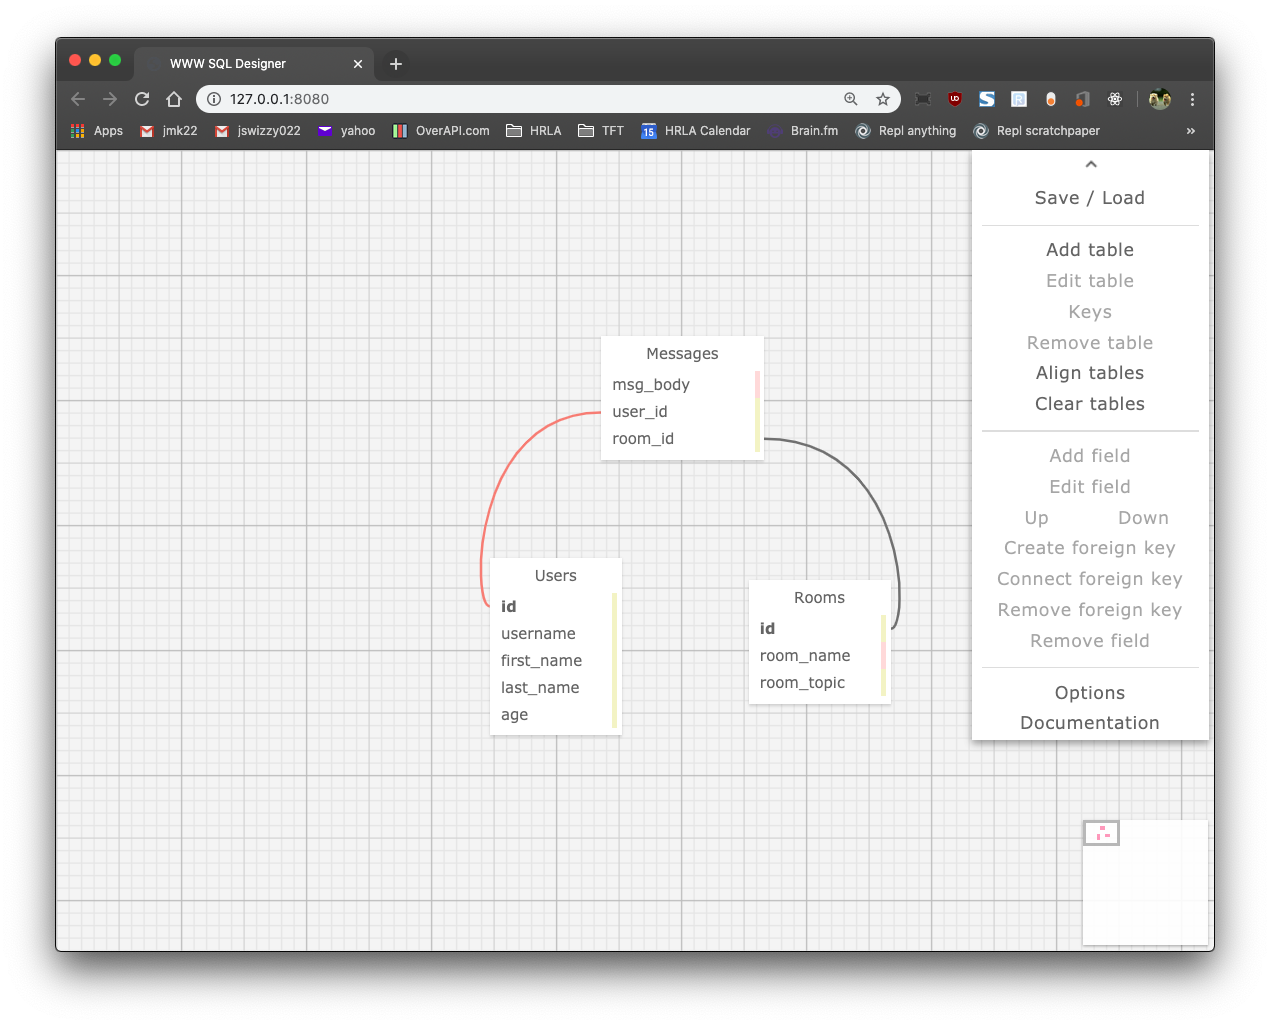 WWW SQL Designer
127.0.0.1:8080
Apps jmk22 jswizzy022 yahoo OverAPI.com HRLA TFT 15 HRLA Calendar Brain.fm Repl anything Repl scratchpaper »
Save / Load
Add table
Edit table
Keys
Remove table
Align tables
Clear tables
Add field
Edit field
Up Down
Create foreign key
Connect foreign key
Remove foreign key
Remove field
Options
Documentation
Messages
msg_body
user_id
room_id
Users
id
username
first_name
last_name
age
Rooms
id
room_name
room_topic